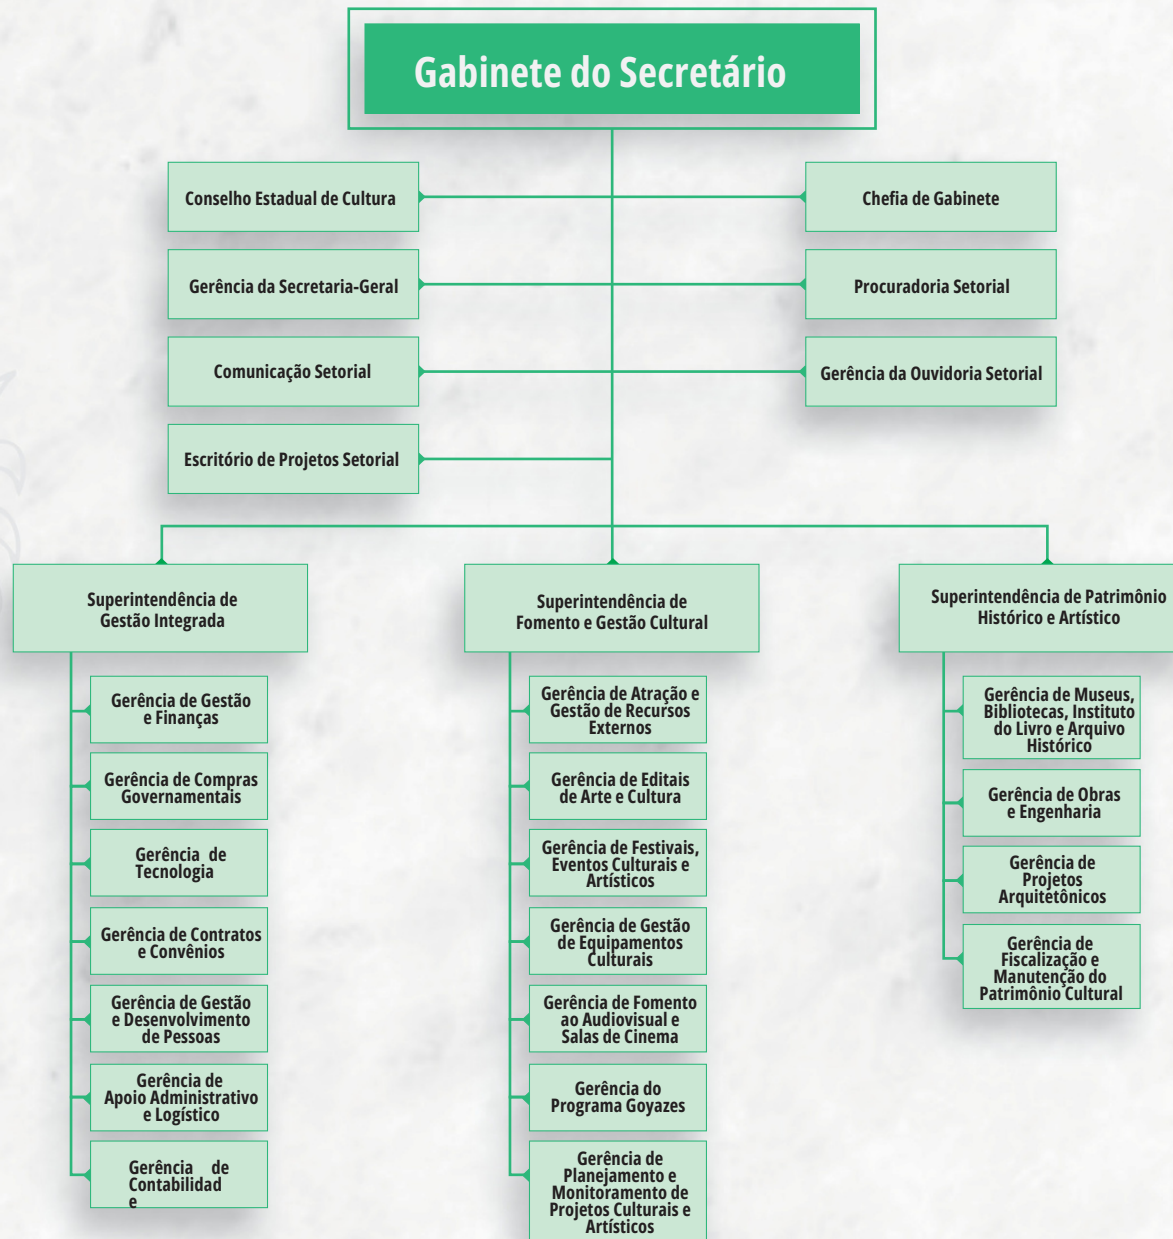 Gabinete do Secretário
Conselho Estadual de Cultura
Chefia de Gabinete
Gerência da Secretaria-Geral
Procuradoria Setorial
Comunicação Setorial
Gerência da Ouvidoria Setorial
Escritório de Projetos Setorial
Superintendência de
Gestão Integrada
Gerência de Gestão
e Finanças
Gerência de Compras
Governamentais
Gerência de
Tecnologia
Gerência de Contratos
e Convênios
Gerência de Gestão
e Desenvolvimento
de Pessoas
Gerência de
Apoio Administrativo
e Logístico
Gerência de
Contabilidad
e
Superintendência de
Fomento e Gestão Cultural
Gerência de Atração e
Gestão de Recursos
Externos
Gerência de Editais
de Arte e Cultura
Gerência de Festivais,
Eventos Culturais e
Artísticos
Gerência de Gestão
de Equipamentos
Culturais
Gerência de Fomento
ao Audiovisual e
Salas de Cinema
Gerência do
Programa Goyazes
Gerência de
Planejamento e
Monitoramento de
Projetos Culturais e
Artísticos
Superintendência de Patrimônio
Histórico e Artístico
Gerência de Museus,
Bibliotecas, Instituto
do Livro e Arquivo
Histórico
Gerência de Obras
e Engenharia
Gerência de
Projetos
Arquitetônicos
Gerência de
Fiscalização e
Manutenção do
Patrimônio Cultural